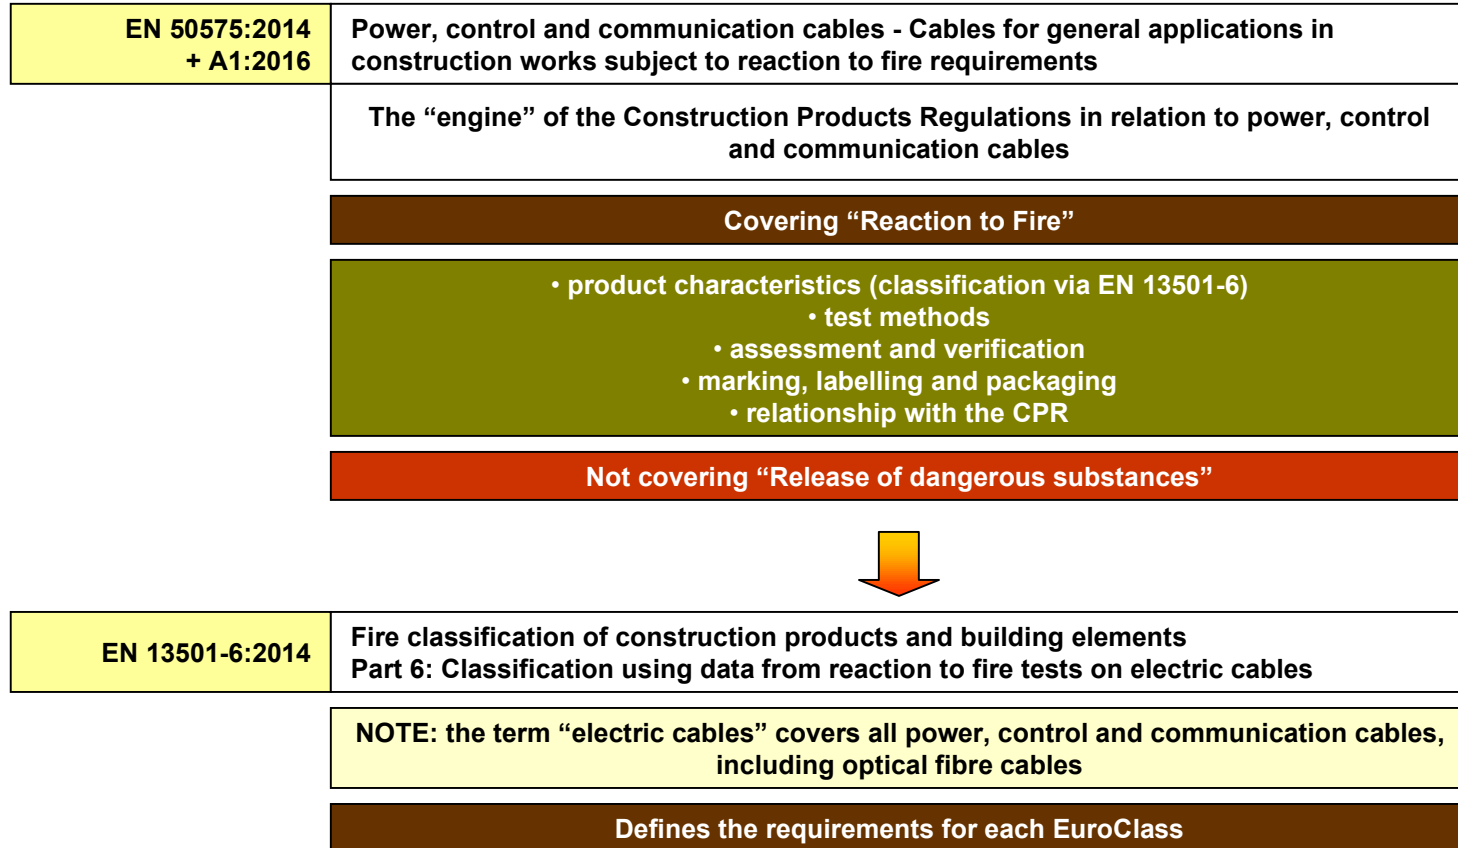 EN 50575:2014
+ A1:2016
Power, control and communication cables - Cables for general applications in
construction works subject to reaction to fire requirements
The “engine” of the Construction Products Regulations in relation to power, control
and communication cables
Covering “Reaction to Fire”
• product characteristics (classification via EN 13501-6)
• test methods
• assessment and verification
• marking, labelling and packaging
• relationship with the CPR
Not covering “Release of dangerous substances”
EN 13501-6:2014
Fire classification of construction products and building elements
Part 6: Classification using data from reaction to fire tests on electric cables
NOTE: the term “electric cables” covers all power, control and communication cables,
including optical fibre cables
Defines the requirements for each EuroClass